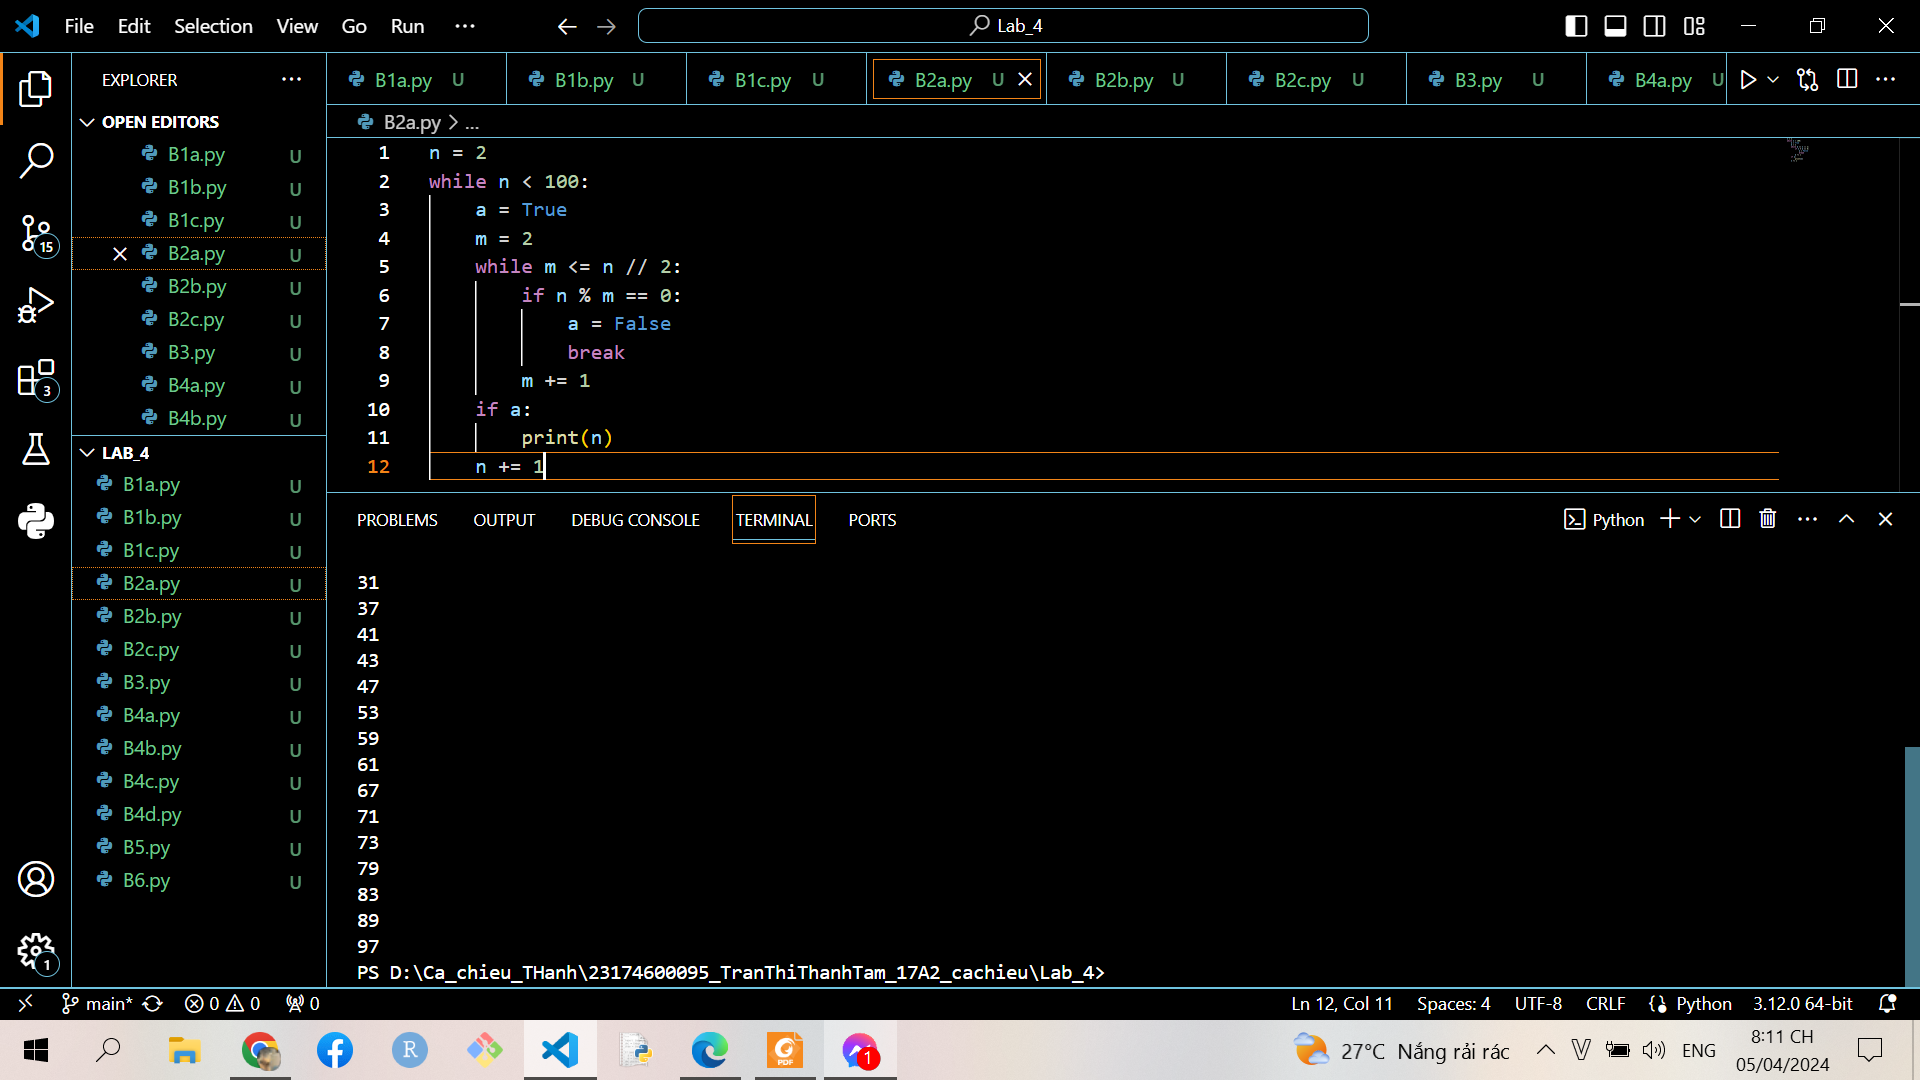 File Edit Selection View Go Run ... Lab_4
EXPLORER ...
OPEN EDITORS
B1a.py U
B1b.py U
B1c.py U
B2a.py U
B2b.py U
B2c.py U
B3.py U
B4a.py U
B4b.py U
LAB_4
B1a.py U
B1b.py U
B1c.py U
B2a.py U
B2b.py U
B2c.py U
B3.py U
B4a.py U
B4b.py U
B4c.py U
B4d.py U
B5.py U
B6.py U
15
3
1
B1a.py U B1b.py U B1c.py U B2a.py U B2b.py U B2c.py U B3.py U B4a.py U
B2a.py > ...
1 n = 2
2 while n < 100:
3 a = True
4 m = 2
5 while m <= n // 2:
6 if n % m == 0:
7 a = False
8 break
9 m += 1
10 if a:
11 print(n)
12 n += 1
PROBLEMS OUTPUT DEBUG CONSOLE TERMINAL PORTS Python
31
37
41
43
47
53
59
61
67
71
73
79
83
89
97
PS D:\Ca_chieu_THanh\23174600095_TranThiThanhTam_17A2_cachieu\Lab_4>
main* 0 0 0 Ln 12, Col 11 Spaces: 4 UTF-8 CRLF Python 3.12.0 64-bit
R PDF 1 27°C Nắng rải rác V ENG 8:11 CH
05/04/2024